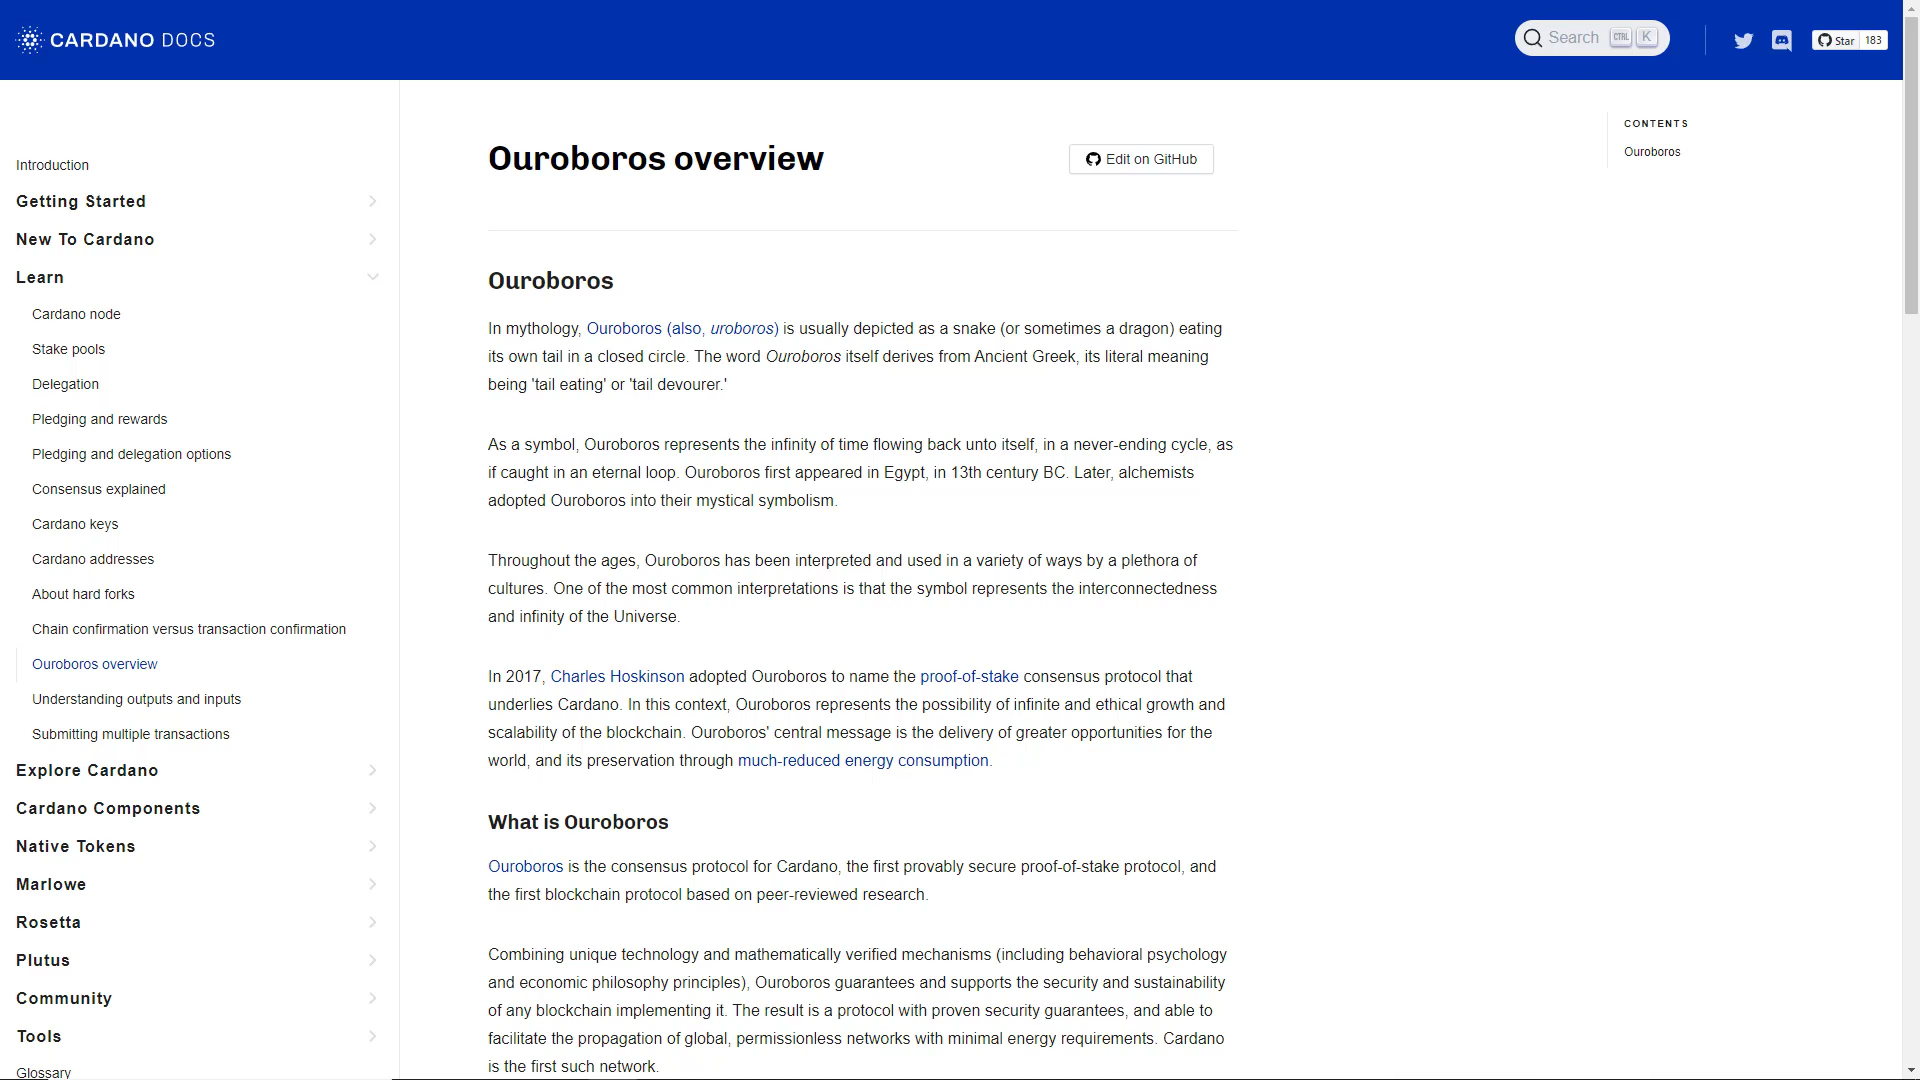 CARDANO DOCS
Search CTRL K
Star 183
Introduction
Getting Started
New To Cardano
Learn
Cardano node
Stake pools
Delegation
Pledging and rewards
Pledging and delegation options
Consensus explained
Cardano keys
Cardano addresses
About hard forks
Chain confirmation versus transaction confirmation
Ouroboros overview
Understanding outputs and inputs
Submitting multiple transactions
Explore Cardano
Cardano Components
Native Tokens
Marlowe
Rosetta
Plutus
Community
Tools
Glossary
Ouroboros overview
Edit on GitHub
Ouroboros
In mythology, Ouroboros (also, uroboros) is usually depicted as a snake (or sometimes a dragon) eating
its own tail in a closed circle. The word Ouroboros itself derives from Ancient Greek, its literal meaning
being 'tail eating' or 'tail devourer.'
As a symbol, Ouroboros represents the infinity of time flowing back unto itself, in a never-ending cycle, as
if caught in an eternal loop. Ouroboros first appeared in Egypt, in 13th century BC. Later, alchemists
adopted Ouroboros into their mystical symbolism.
Throughout the ages, Ouroboros has been interpreted and used in a variety of ways by a plethora of
cultures. One of the most common interpretations is that the symbol represents the interconnectedness
and infinity of the Universe.
In 2017, Charles Hoskinson adopted Ouroboros to name the proof-of-stake consensus protocol that
underlies Cardano. In this context, Ouroboros represents the possibility of infinite and ethical growth and
scalability of the blockchain. Ouroboros' central message is the delivery of greater opportunities for the
world, and its preservation through much-reduced energy consumption.
What is Ouroboros
Ouroboros is the consensus protocol for Cardano, the first provably secure proof-of-stake protocol, and
the first blockchain protocol based on peer-reviewed research.
Combining unique technology and mathematically verified mechanisms (including behavioral psychology
and economic philosophy principles), Ouroboros guarantees and supports the security and sustainability
of any blockchain implementing it. The result is a protocol with proven security guarantees, and able to
facilitate the propagation of global, permissionless networks with minimal energy requirements. Cardano
is the first such network.
CONTENTS
Ouroboros